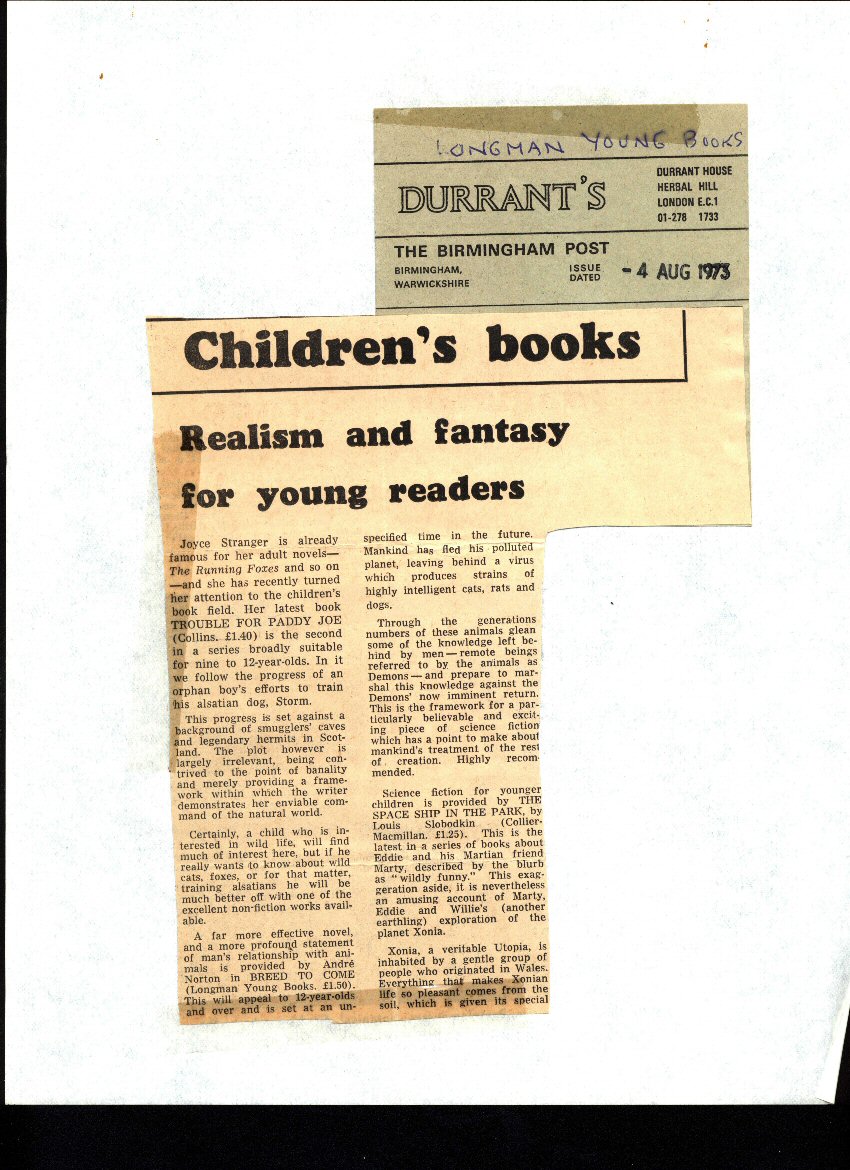 LONGMAN YOUNG BOOKS
DURRANT'S
DURRANT HOUSE
HERBAL HILL
LONDON E.C.1
01-278 1733
THE BIRMINGHAM POST
BIRMINGHAM,
WARWICKSHIRE
ISSUE
DATED
- 4 AUG 1973
Children's books
Realism and fantasy
for young readers
Joyce Stranger is already
famous for her adult novels—
The Running Foxes and so on
—and she has recently turned
her attention to the children's
book field. Her latest book
TROUBLE FOR PADDY JOE
(Collins. £1.40) is the second
in a series broadly suitable
for nine to 12-year-olds. In it
we follow the progress of an
orphan boy's efforts to train
his alsatian dog, Storm.
This progress is set against a
background of smugglers' caves
and legendary hermits in Scot-
land. The plot however is
largely irrelevant, being con-
trived to the point of banality
and merely providing a frame-
work within which the writer
demonstrates her enviable com-
mand of the natural world.
Certainly, a child who is in-
terested in wild life, will find
much of interest here, but if he
really wants to know about wild
cats, foxes, or for that matter,
training alsatians he will be
much better off with one of the
excellent non-fiction works avail-
able.
A far more effective novel,
and a more profound statement
of man's relationship with ani-
mals is provided by André
Norton in BREED TO COME
(Longman Young Books. £1.50).
This will appeal to 12-year-olds
and over and is set at an un-
specified time in the future.
Mankind has fled his polluted
planet, leaving behind a virus
which produces strains of
highly intelligent cats, rats and
dogs.
Through the generations
numbers of these animals glean
some of the knowledge left be-
hind by men—remote beings
referred to by the animals as
Demons—and prepare to mar-
shal this knowledge against the
Demons' now imminent return.
This is the framework for a par-
ticularly believable and excit-
ing piece of science fiction
which has a point to make about
mankind's treatment of the rest
of creation. Highly recom-
mended.
Science fiction for younger
children is provided by THE
SPACE SHIP IN THE PARK, by
Louis Slobodkin (Collier-
Macmillan. £1.25). This is the
latest in a series of books about
Eddie and his Martian friend
Marty, described by the blurb
as "wildly funny." This exag-
geration aside, it is nevertheless
an amusing account of Marty,
Eddie and Willie's (another
earthling) exploration of the
planet Xonia.
Xonia, a veritable Utopia, is
inhabited by a gentle group of
people who originated in Wales.
Everything that makes Xonian
life so pleasant comes from the
soil, which is given its special